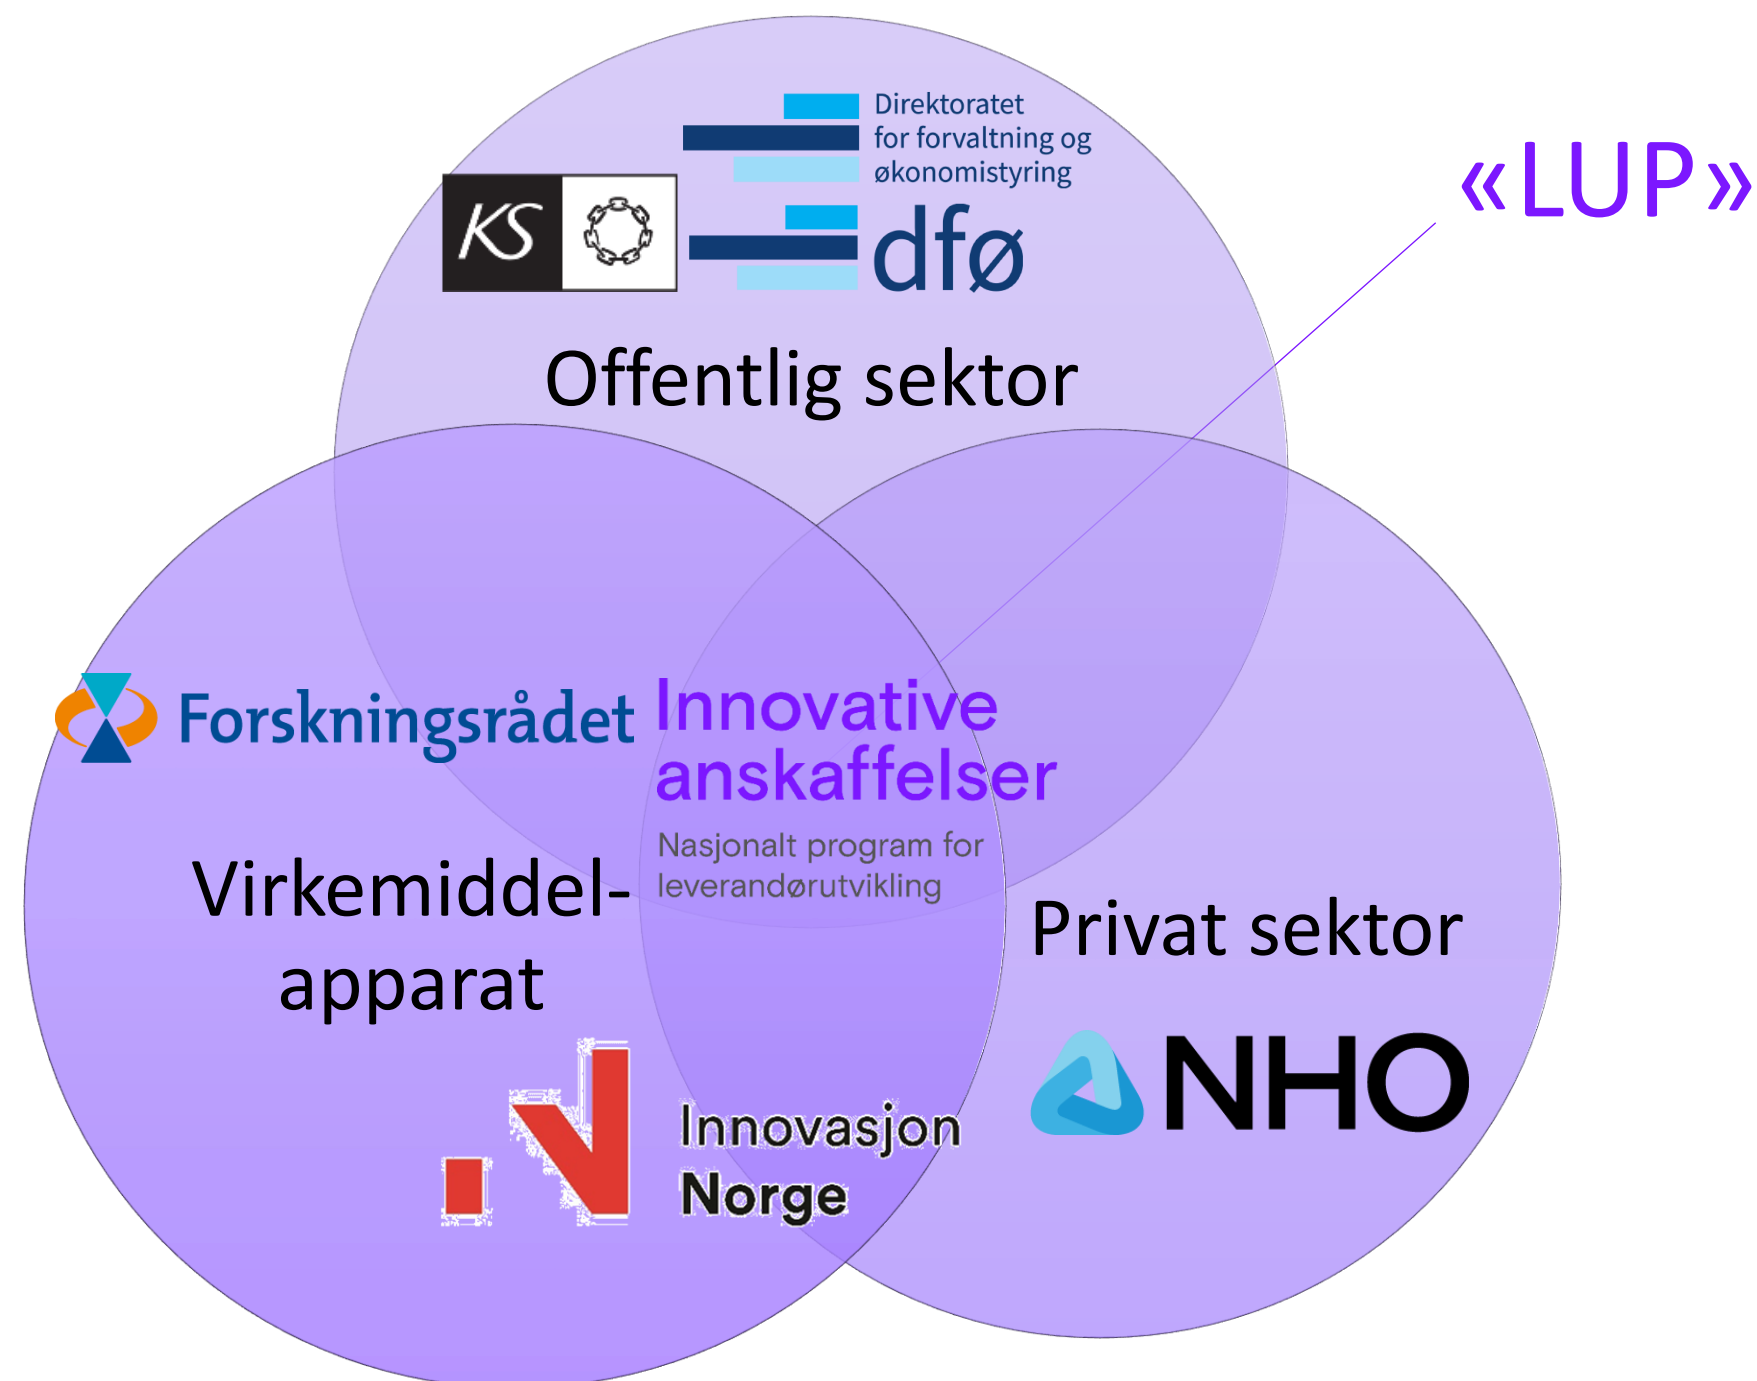 Direktoratet
for forvaltning og
økonomistyring
KS
dfø
«LUP»
Offentlig sektor
Forskningsrådet
Innovative
anskaffelser
Nasjonalt program for
leverandørutvikling
Virkemiddel-
apparat
Privat sektor
NHO
Innovasjon
Norge